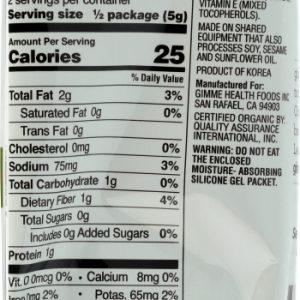 2 servings per container
Serving size ½ package (5g)
Amount Per Serving
Calories 25
% Daily Value
Total Fat 2g 3%
Saturated Fat 0g 0%
Trans Fat 0g
Cholesterol 0mg 0%
Sodium 75mg 3%
Total Carbohydrate 1g 0%
Dietary Fiber 1g 4%
Total Sugars 0g
Includes 0g Added Sugars 0%
Protein 1g
Vit. D 0mcg 0% • Calcium 8mg 0%
Iron 0mg 2% • Potas. 65mg 2%
VITAMIN E (MIXED
TOCOPHEROLS).
MADE ON SHARED
EQUIPMENT THAT ALSO
PROCESSES SOY, SESAME
AND SUNFLOWER OIL.
PRODUCT OF KOREA
Manufactured For:
GIMME HEALTH FOODS INC
SAN RAFAEL, CA 94903
CERTIFIED ORGANIC BY:
QUALITY ASSURANCE
INTERNATIONAL, INC.
WARNING: DO NOT EAT
THE ENCLOSED
MOISTURE- ABSORBING
SILICONE GEL PACKET.